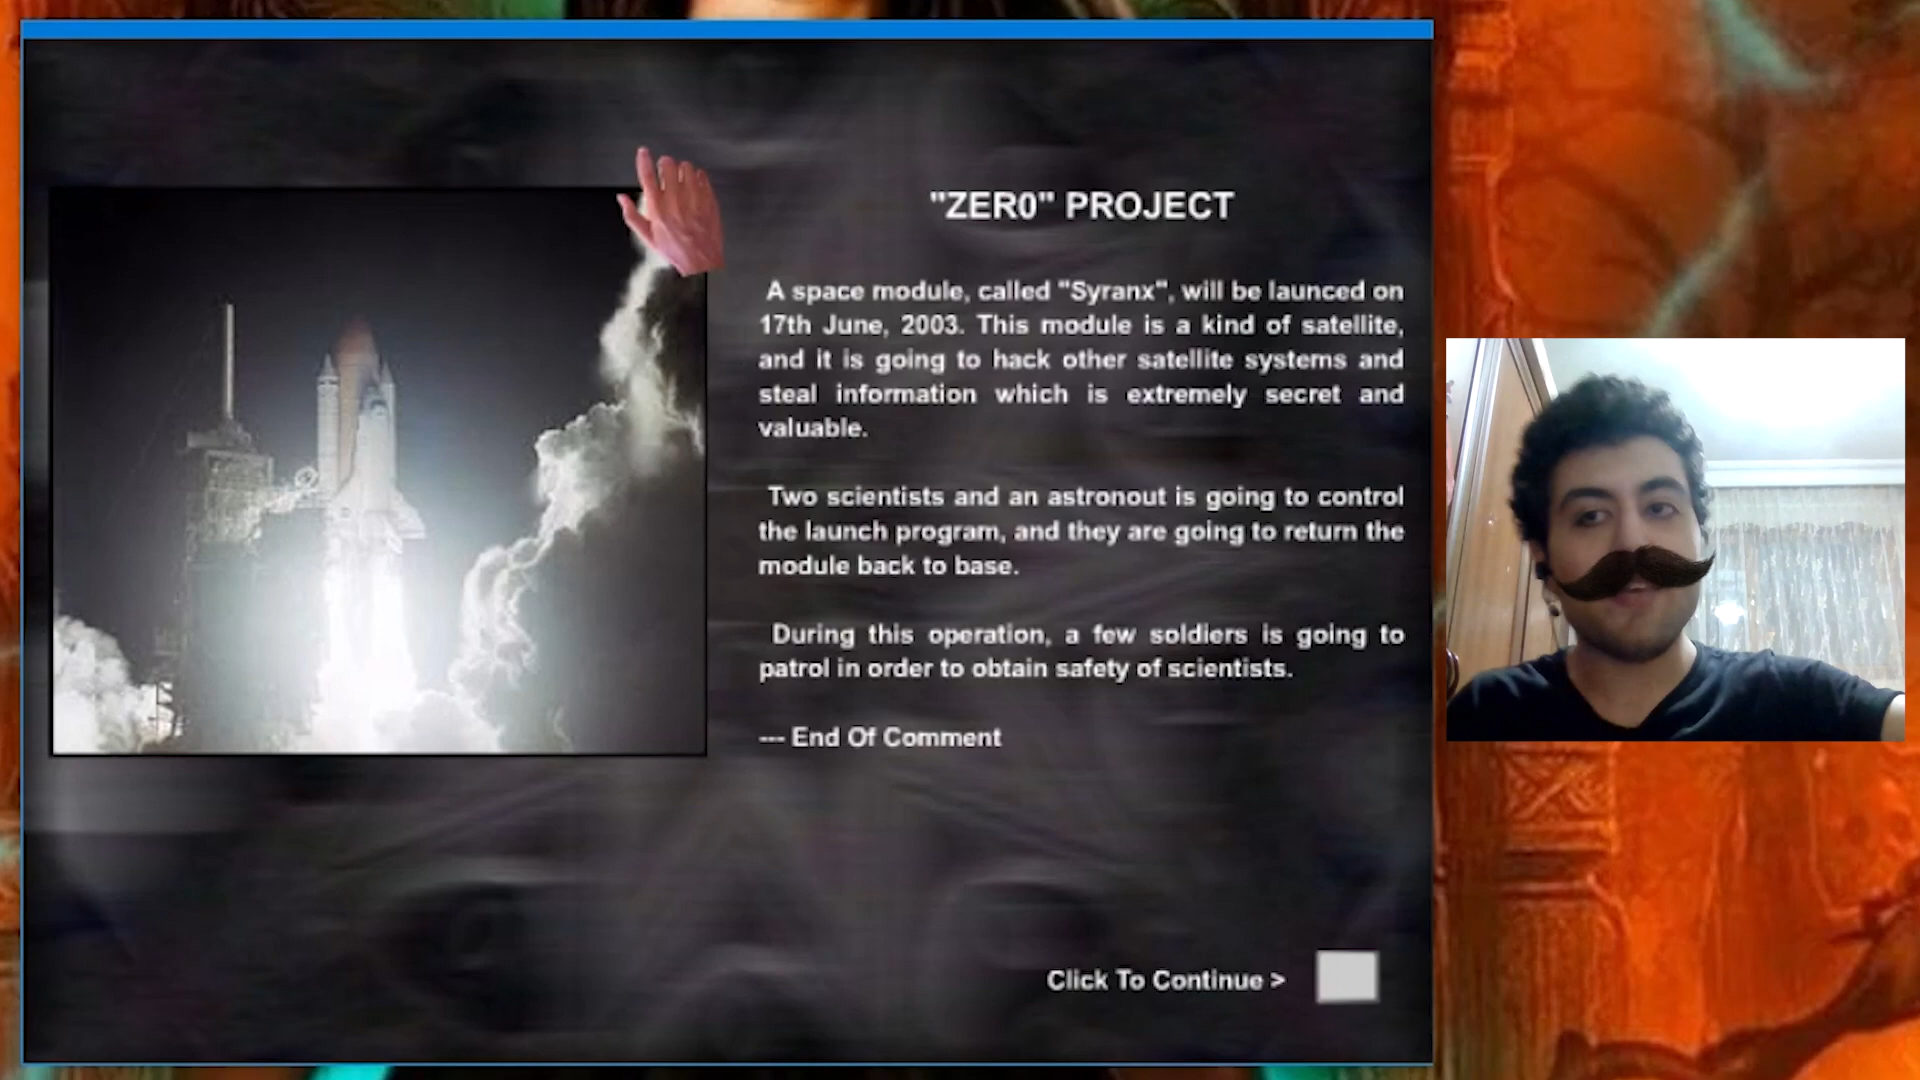 "ZER0" PROJECT
A space module, called "Syranx", will be launced on
17th June, 2003. This module is a kind of satellite,
and it is going to hack other satellite systems and
steal information which is extremely secret and
valuable.
Two scientists and an astronout is going to control
the launch program, and they are going to return the
module back to base.
During this operation, a few soldiers is going to
patrol in order to obtain safety of scientists.
--- End Of Comment
Click To Continue >